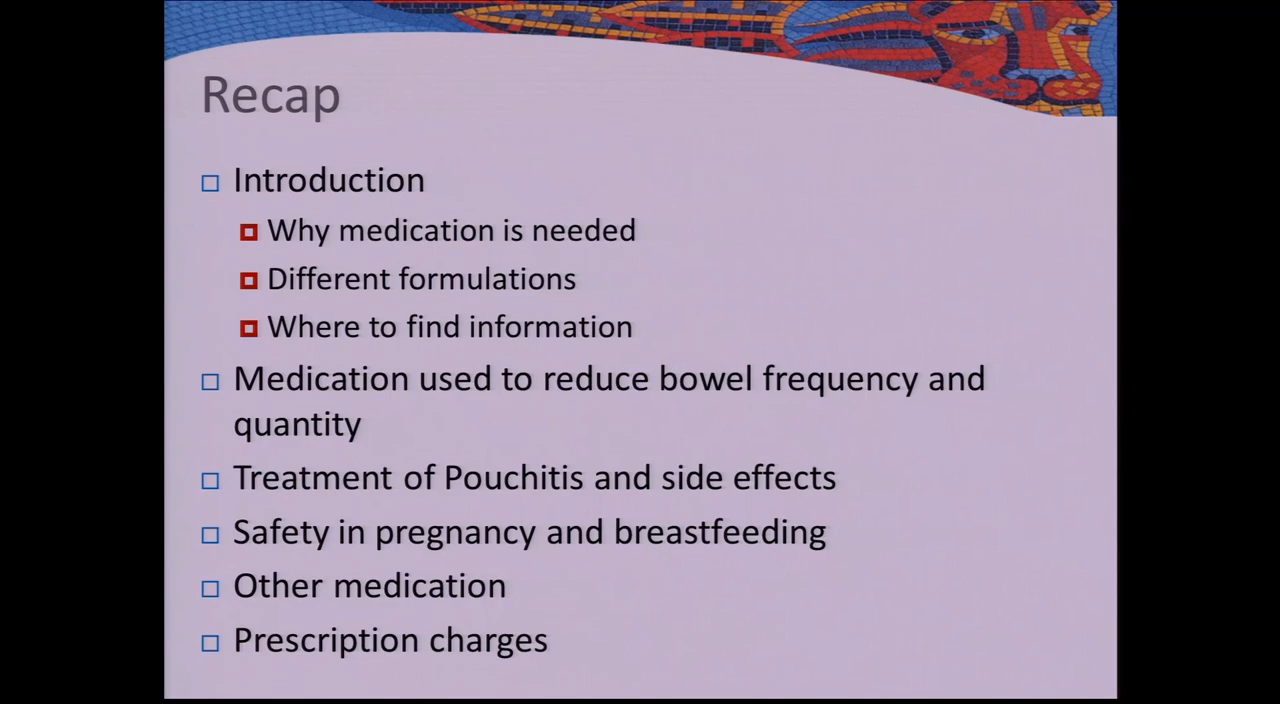 Recap
Introduction
Why medication is needed
Different formulations
Where to find information
Medication used to reduce bowel frequency and
quantity
Treatment of Pouchitis and side effects
Safety in pregnancy and breastfeeding
Other medication
Prescription charges